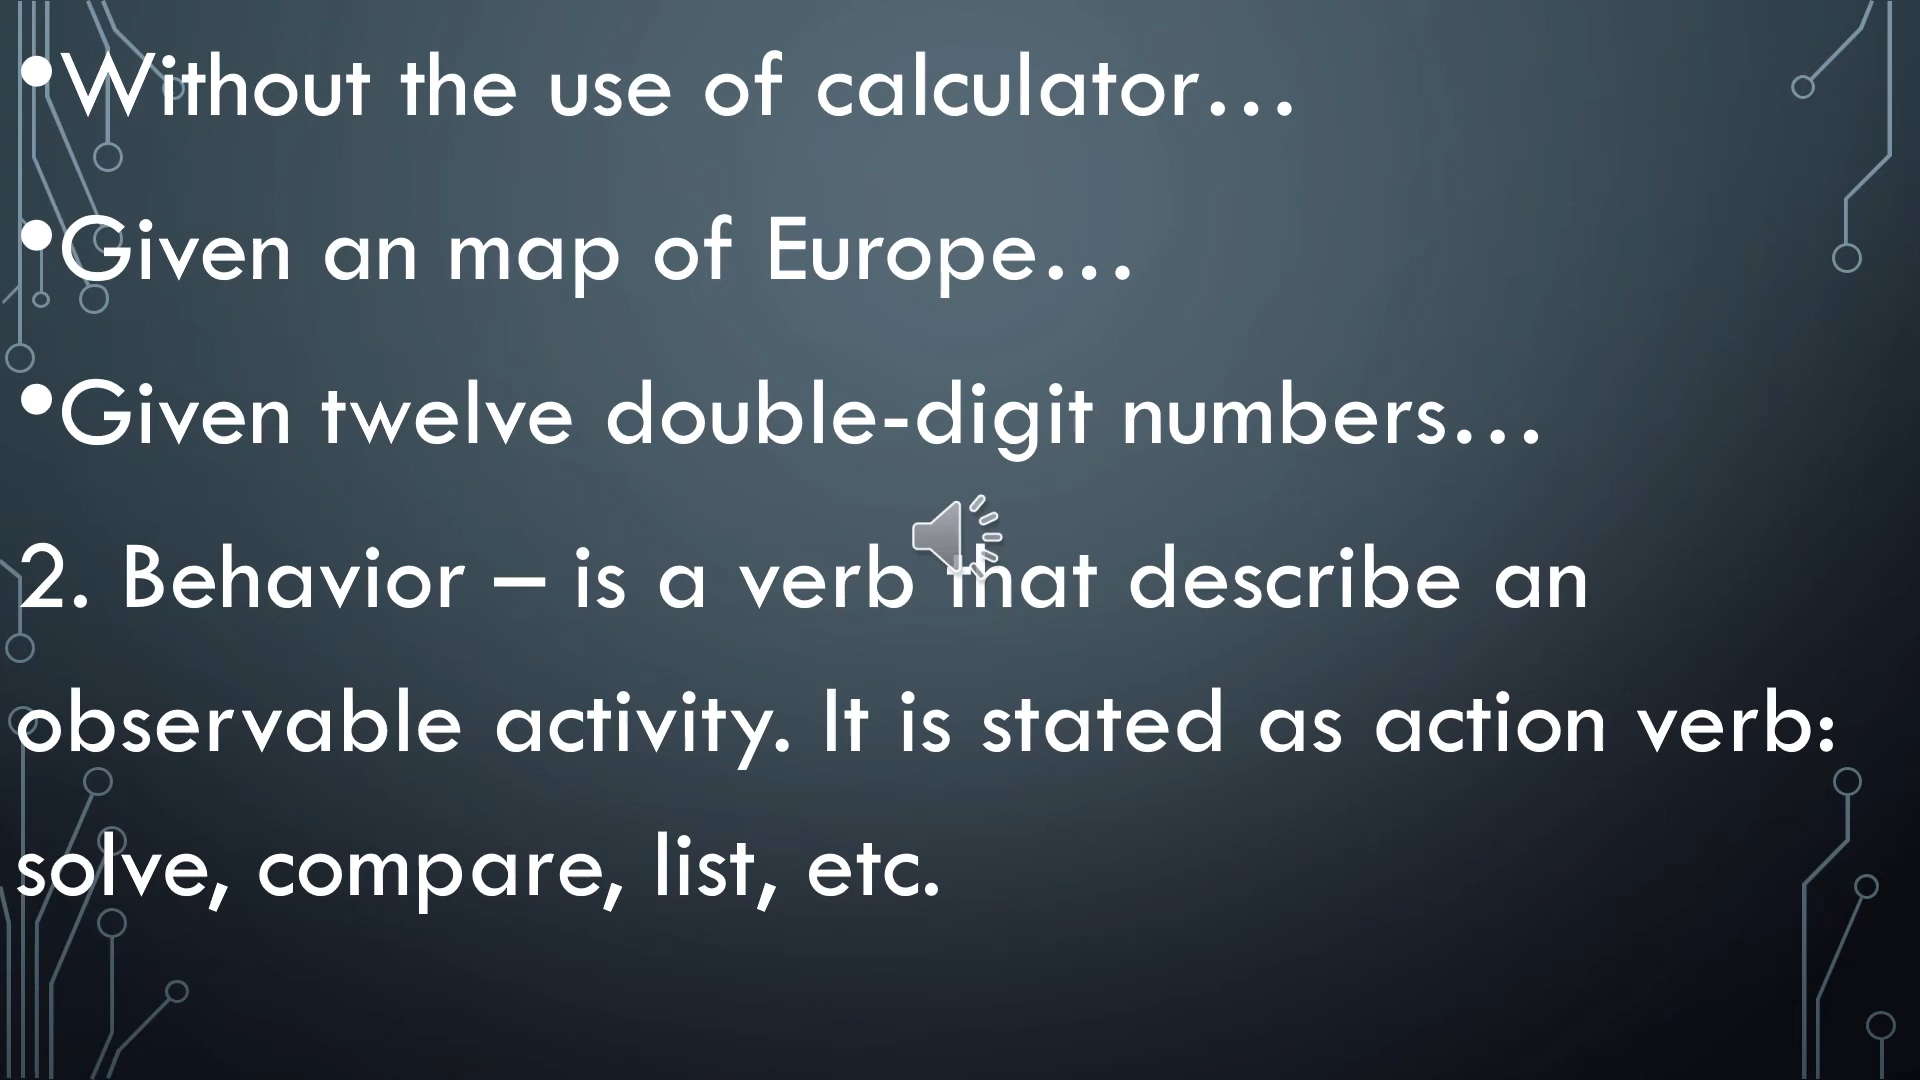 •Without the use of calculator…
•Given an map of Europe…
•Given twelve double-digit numbers…
2. Behavior – is a verb that describe an
observable activity. It is stated as action verb:
solve, compare, list, etc.